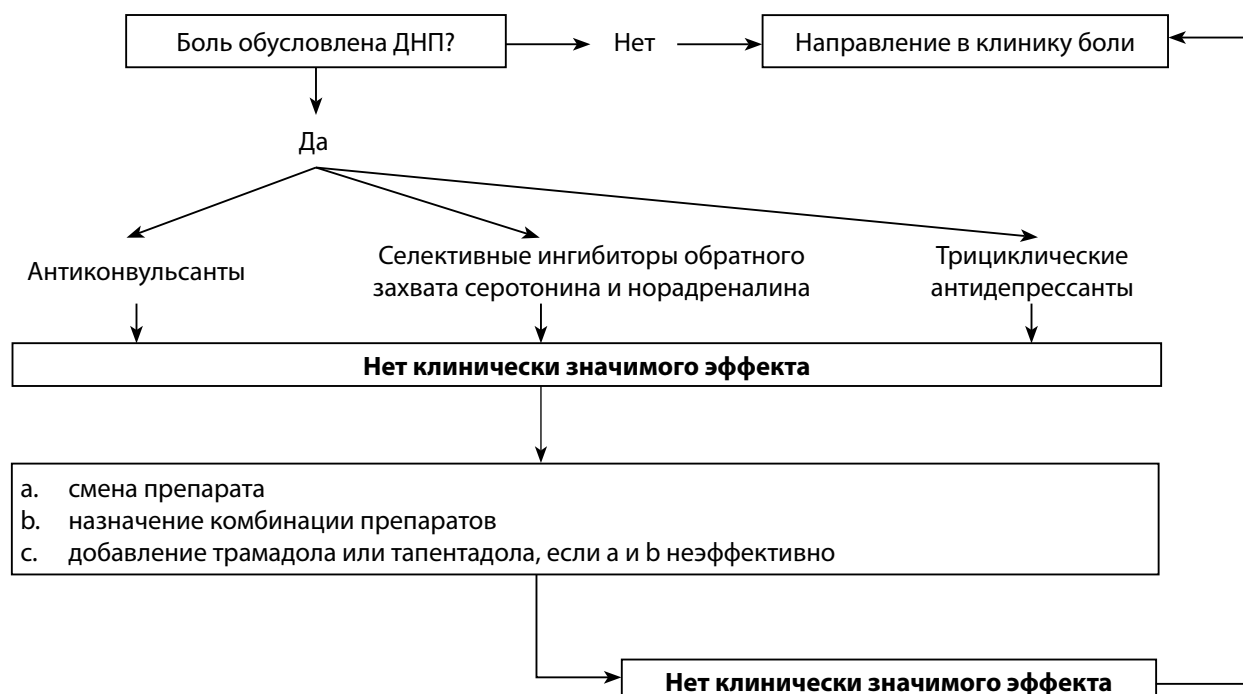 Боль обусловлена ДНП?
Нет
Направление в клинику боли
Да
Антиконвульсанты
Селективные ингибиторы обратного
захвата серотонина и норадреналина
Трициклические
антидепрессанты
Нет клинически значимого эффекта
a. смена препарата
b. назначение комбинации препаратов
c. добавление трамадола или тапентадола, если a и b неэффективно
Нет клинически значимого эффекта